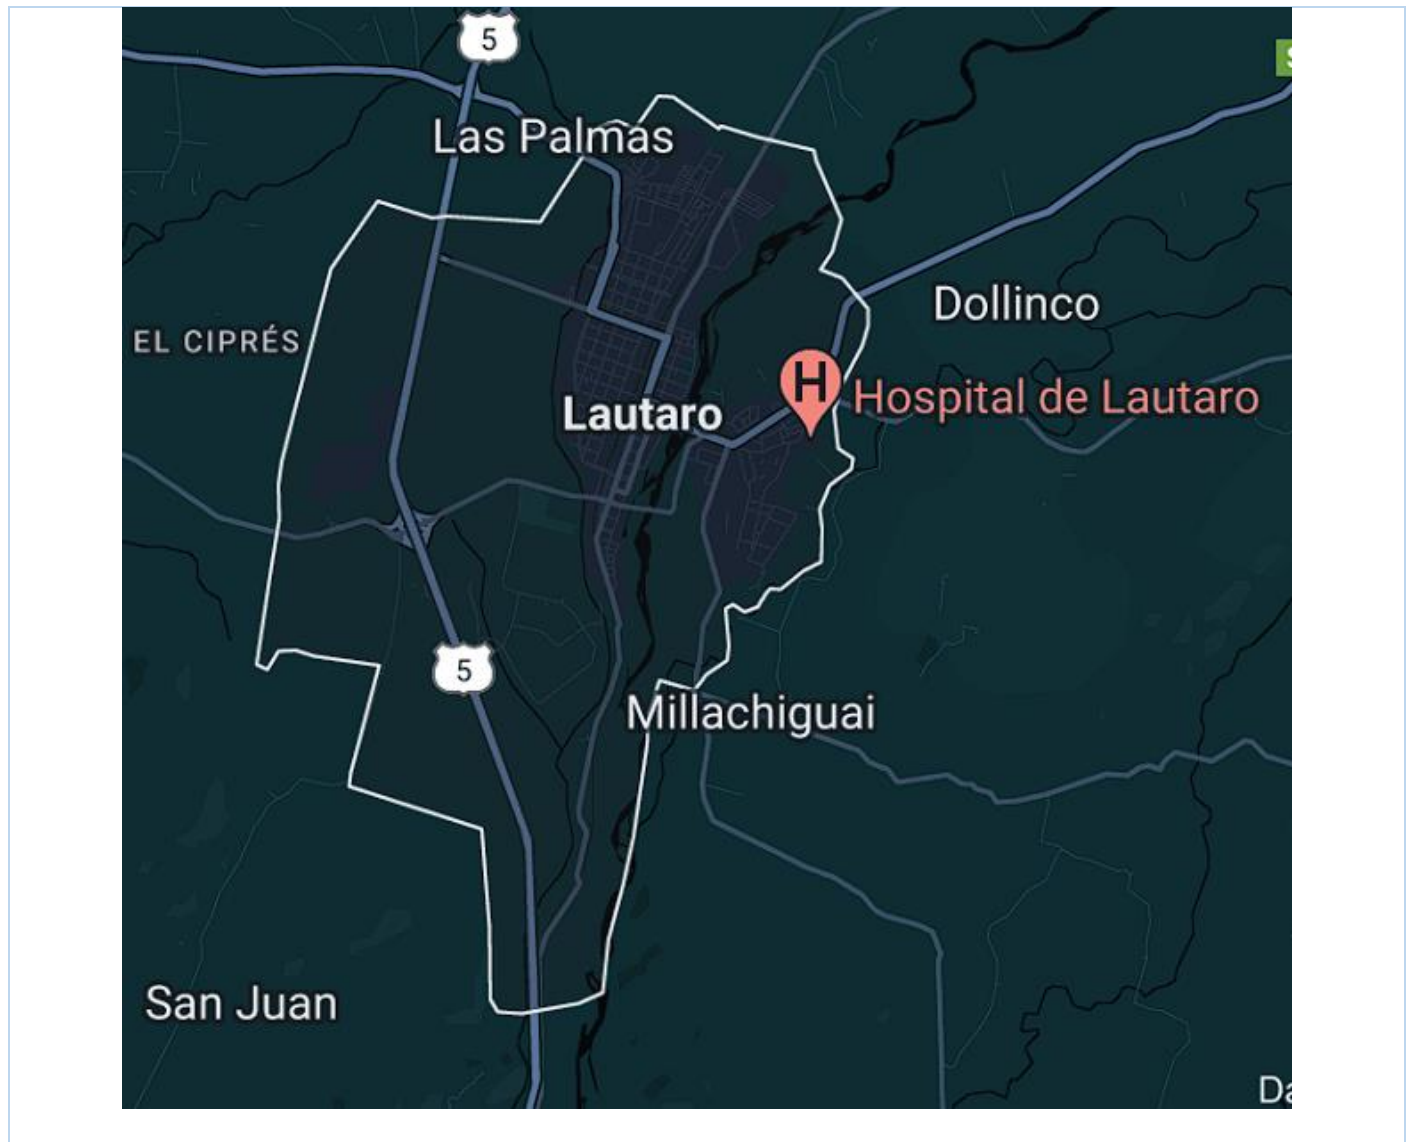 5
Las Palmas
Dollinco
EL CIPRÉS
H
Hospital de Lautaro
Lautaro
5
Millachiguai
San Juan